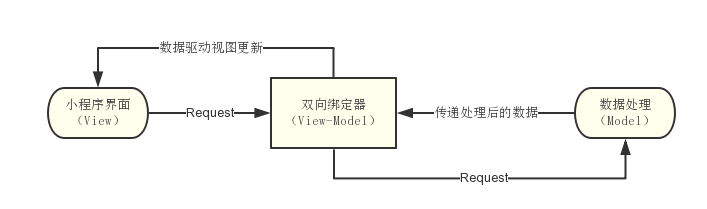 数据驱动视图更新
小程序界面
（View）
Request
双向绑定器
（View-Model）
传递处理后的数据
数据处理
（Model）
Request